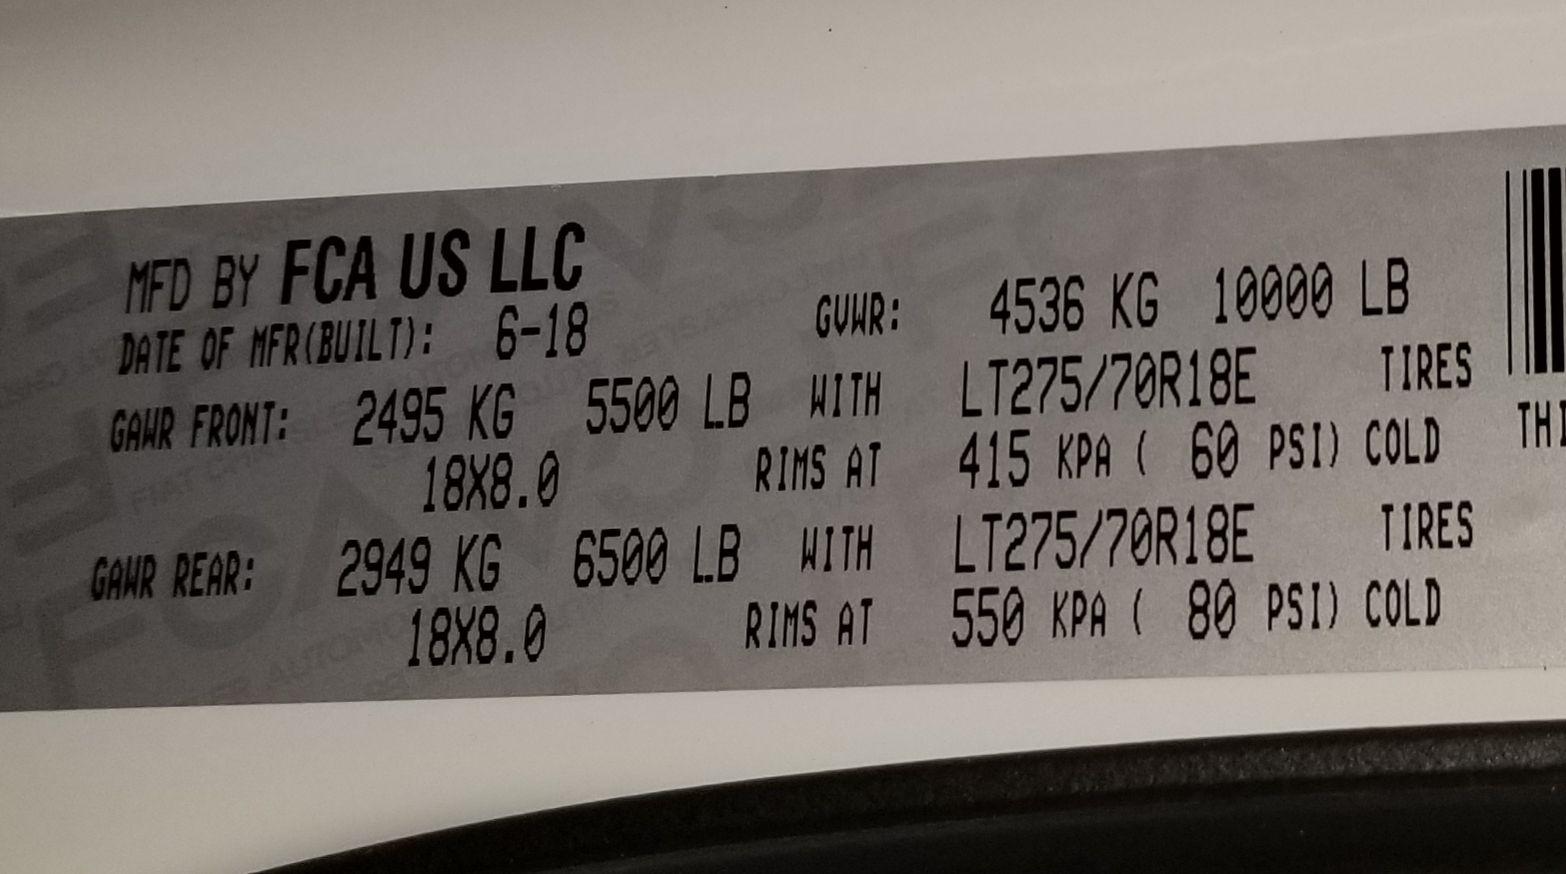 MFD BY FCA US LLC
DATE OF MFR(BUILT): 6-18 GVWR: 4536 KG 10000 LB
GAWR FRONT: 2495 KG 5500 LB WITH LT275/70R18E TIRES
18X8.0 RIMS AT 415 KPA ( 60 PSI) COLD
GAWR REAR: 2949 KG 6500 LB WITH LT275/70R18E TIRES
18X8.0 RIMS AT 550 KPA ( 80 PSI) COLD
THI